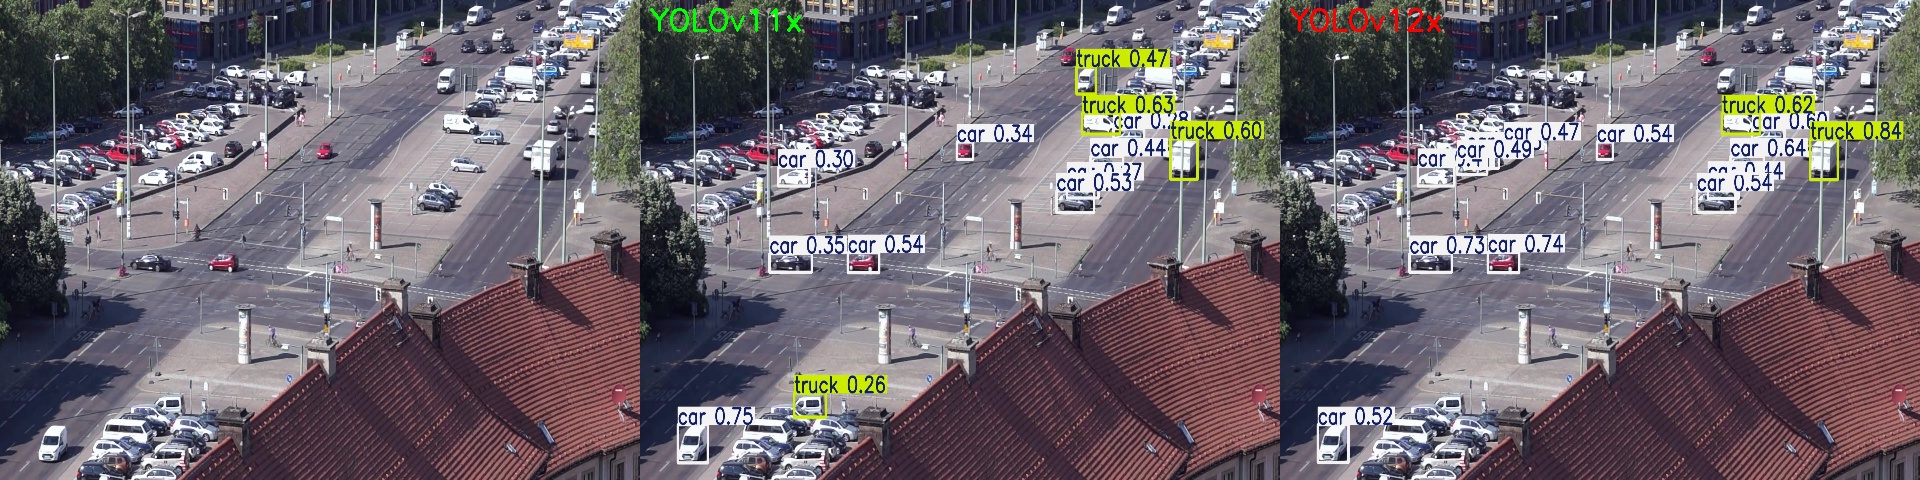 YOLOv11x
truck 0.47
truck 0.63
truck 0.60
car 0.34
car 0.44
car 0.30
car 0.53
car 0.35
car 0.54
truck 0.26
car 0.75
YOLOv12x
truck 0.62
car 0.60
truck 0.84
car 0.47
car 0.54
car 0.49
car 0.64
car
0.44
car 0.54
car 0.73
car 0.74
car 0.52